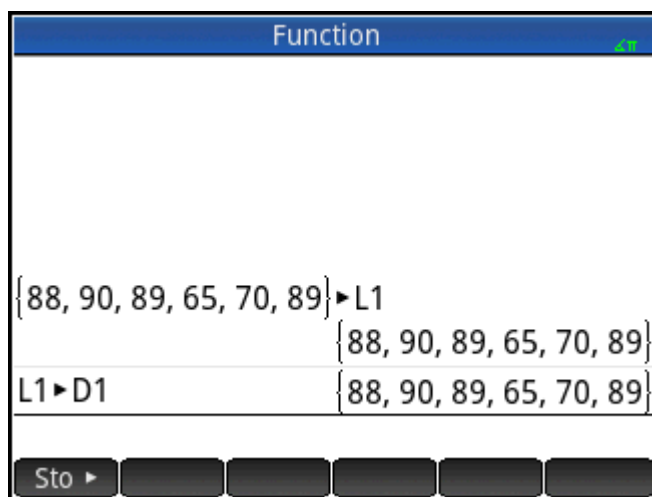 Function
∡π
{88, 90, 89, 65, 70, 89}▶L1
{88, 90, 89, 65, 70, 89}
L1▶D1 {88, 90, 89, 65, 70, 89}
Sto ▶